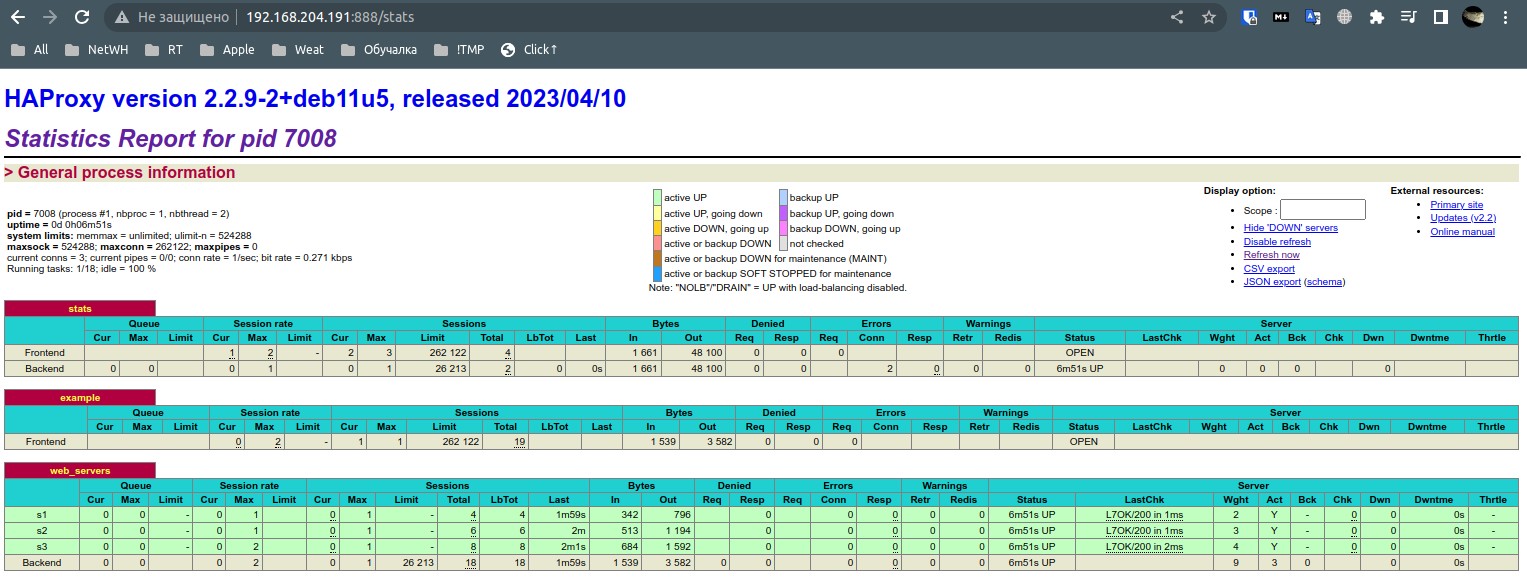 Не защищено 192.168.204.191:888/stats
All NetWH RT Apple Weat Обучалка !TMP Click↑
HAProxy version 2.2.9-2+deb11u5, released 2023/04/10
Statistics Report for pid 7008
> General process information
pid = 7008 (process #1, nbproc = 1, nbthread = 2)
uptime = 0d 0h06m51s
system limits: memmax = unlimited; ulimit-n = 524288
maxsock = 524288; maxconn = 262122; maxpipes = 0
current conns = 3; current pipes = 0/0; conn rate = 1/sec; bit rate = 0.271 kbps
Running tasks: 1/18; idle = 100 %
active UP backup UP
active UP, going down backup UP, going down
active DOWN, going up backup DOWN, going up
active or backup DOWN not checked
active or backup DOWN for maintenance (MAINT)
active or backup SOFT STOPPED for maintenance
Note: "NOLB"/"DRAIN" = UP with load-balancing disabled.
Display option:
Scope :
Hide 'DOWN' servers
Disable refresh
Refresh now
CSV export
JSON export (schema)
External resources:
Primary site
Updates (v2.2)
Online manual
stats
Queue Session rate Sessions Bytes Denied Errors Warnings Server
Cur Max Limit Cur Max Limit Cur Max Limit Total LbTot Last In Out Req Resp Req Conn Resp Retr Redis Status LastChk Wght Act Bck Chk Dwn Dwntme Thrtle
Frontend 1 2 - 2 3 262 122 4 1 661 48 100 0 0 0 OPEN
Backend 0 0 0 1 0 1 26 213 2 0 0s 1 661 48 100 0 0 2 0 0 0 6m51s UP 0 0 0 0
example
Queue Session rate Sessions Bytes Denied Errors Warnings Server
Cur Max Limit Cur Max Limit Cur Max Limit Total LbTot Last In Out Req Resp Req Conn Resp Retr Redis Status LastChk Wght Act Bck Chk Dwn Dwntme Thrtle
Frontend 0 2 - 1 1 262 122 19 1 539 3 582 0 0 0 OPEN
web_servers
Queue Session rate Sessions Bytes Denied Errors Warnings Server
Cur Max Limit Cur Max Limit Cur Max Limit Total LbTot Last In Out Req Resp Req Conn Resp Retr Redis Status LastChk Wght Act Bck Chk Dwn Dwntme Thrtle
s1 0 0 - 0 1 0 1 - 4 4 1m59s 342 796 0 0 0 0 0 6m51s UP L7OK/200 in 1ms 2 Y - 0 0 0s -
s2 0 0 - 0 1 0 1 - 6 6 2m 513 1 194 0 0 0 0 0 6m51s UP L7OK/200 in 1ms 3 Y - 0 0 0s -
s3 0 0 - 0 2 0 1 - 8 8 2m1s 684 1 592 0 0 0 0 0 6m51s UP L7OK/200 in 2ms 4 Y - 0 0 0s -
Backend 0 0 0 2 0 1 26 213 18 18 1m59s 1 539 3 582 0 0 0 0 0 0 6m51s UP 9 3 0 0 0s